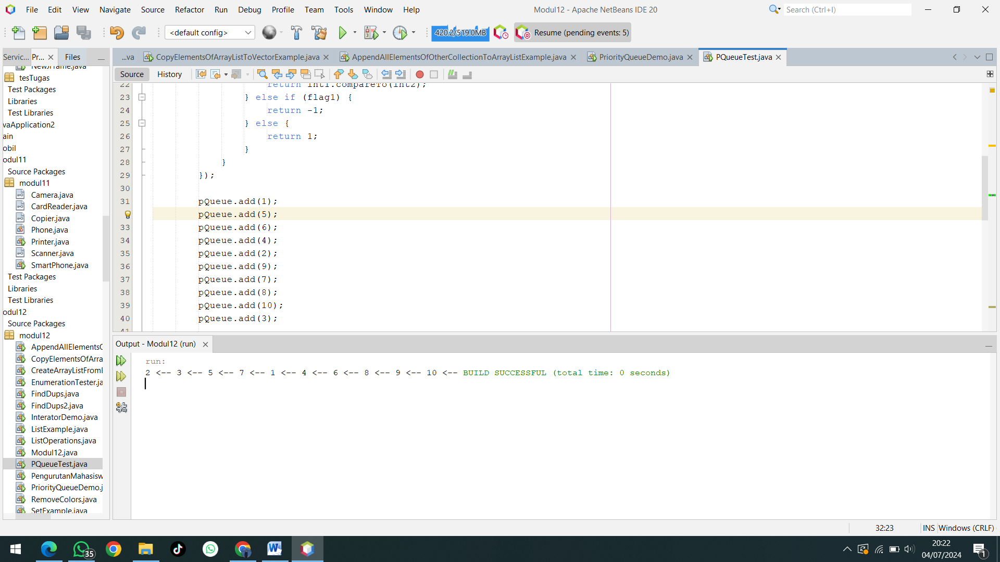 File Edit View Navigate Source Refactor Run Debug Profile Team Tools Window Help
Modul12 - Apache NetBeans IDE 20
Search (Ctrl+I)
<default config>
420.2/519.0MB
Resume (pending events: 5)
Servic... Pr... Files
...va CopyElementsOfArrayListToVectorExample.java AppendAllElementsOfOtherCollectionToArrayListExample.java PriorityQueueDemo.java PQueueTest.java
Source History
NewJFrame.java
tesTugas
Test Packages
Libraries
Test Libraries
vaApplication2
ain
obil
odul11
Source Packages
modul11
Camera.java
CardReader.java
Copier.java
Phone.java
Printer.java
Scanner.java
SmartPhone.java
Test Packages
Libraries
Test Libraries
odul12
Source Packages
modul12
AppendAllElementsO
CopyElementsOfArra
CreateArrayListFromE
EnumerationTester.ja
FindDups.java
FindDups2.java
InteratorDemo.java
ListExample.java
ListOperations.java
Modul12.java
PQueueTest.java
PengurutanMahasisw
PriorityQueueDemo.j
RemoveColors.java
SetExample.java
22 return int1.compareTo(int2);
23 } else if (flag1) {
24 return -1;
25 } else {
26 return 1;
27 }
28 }
29 });
30
31 pQueue.add(1);
pQueue.add(5);
33 pQueue.add(6);
34 pQueue.add(4);
35 pQueue.add(2);
36 pQueue.add(9);
37 pQueue.add(7);
38 pQueue.add(8);
39 pQueue.add(10);
40 pQueue.add(3);
41
Output - Modul12 (run)
run:
2 <-- 3 <-- 5 <-- 7 <-- 1 <-- 4 <-- 6 <-- 8 <-- 9 <-- 10 <-- BUILD SUCCESSFUL (total time: 0 seconds)
32:23 INS Windows (CRLF)
35
20:22
04/07/2024
1